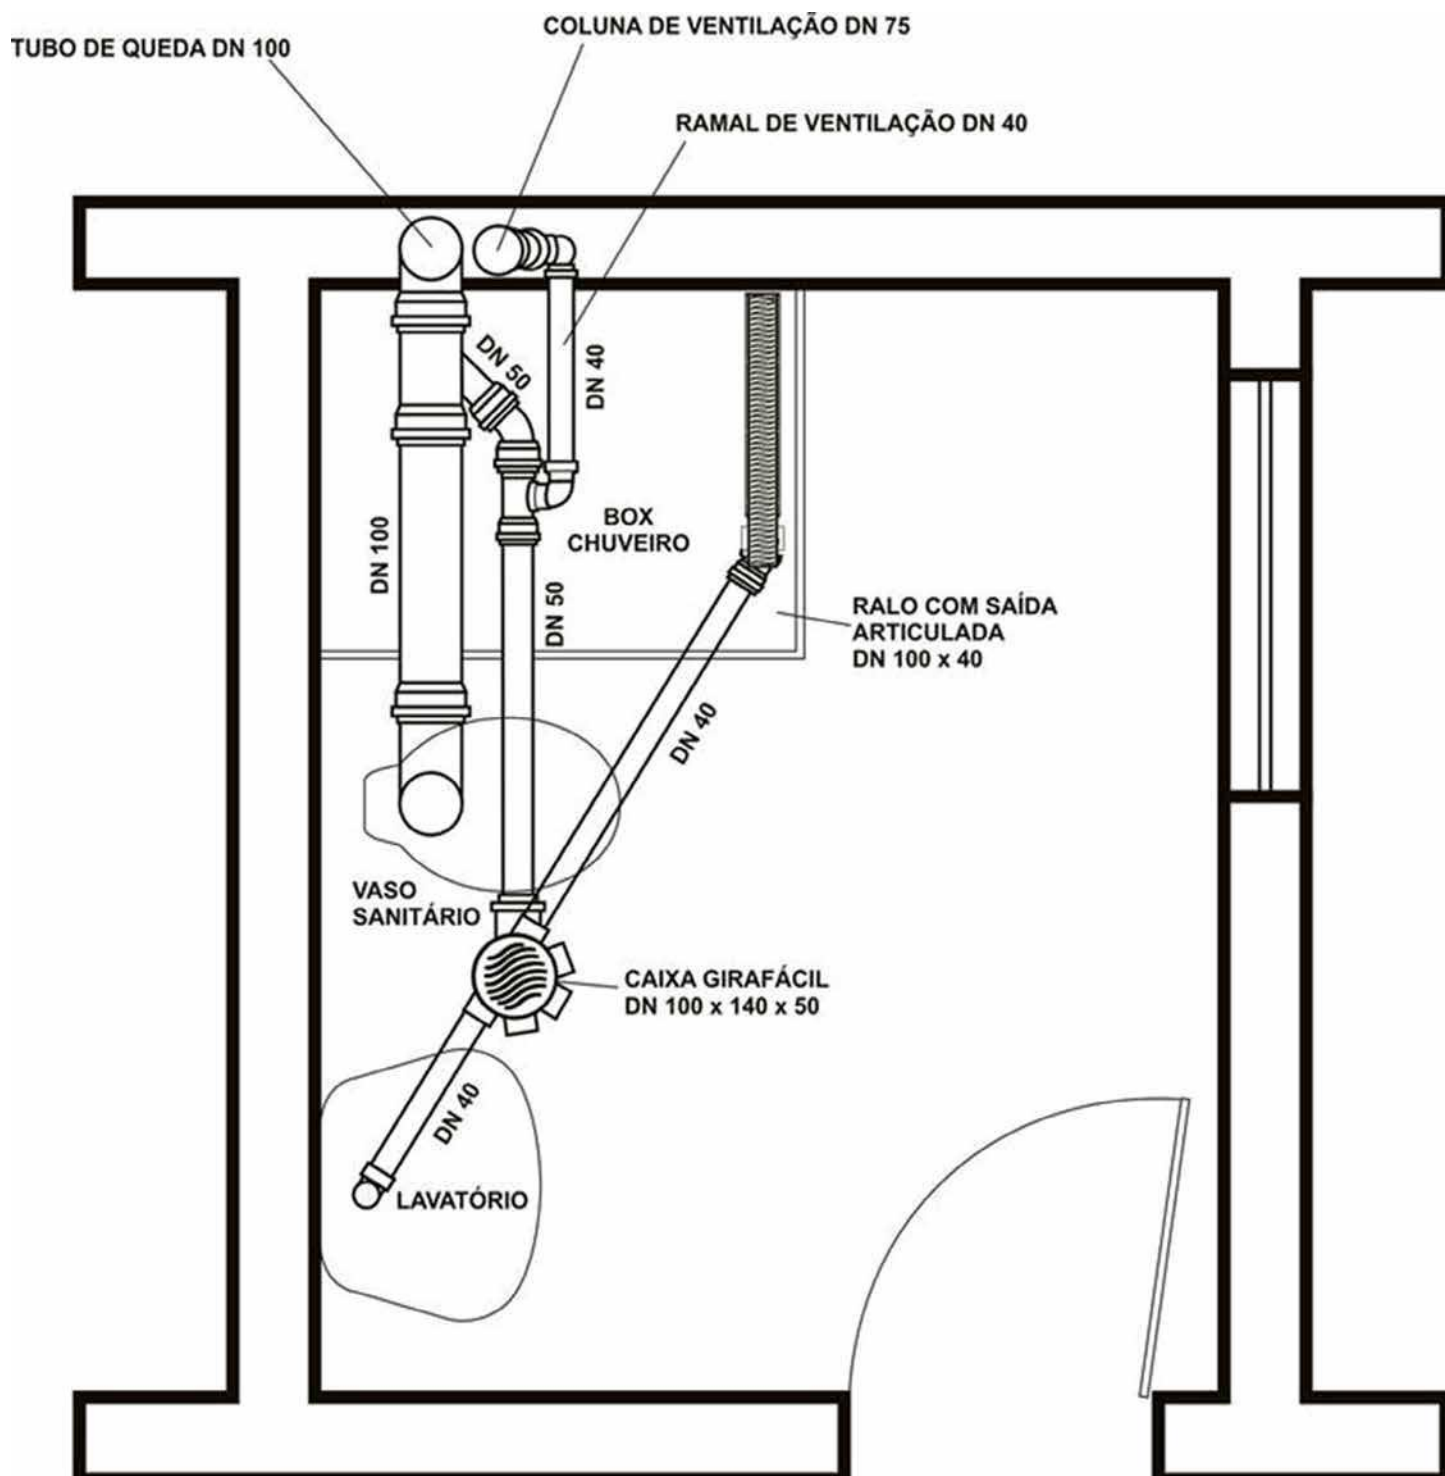 COLUNA DE VENTILAÇÃO DN 75
TUBO DE QUEDA DN 100
RAMAL DE VENTILAÇÃO DN 40
DN 50
DN 40
DN 100
BOX
CHUVEIRO
DN 50
RALO COM SAÍDA
ARTICULADA
DN 100 x 40
DN 40
VASO
SANITÁRIO
CAIXA GIRAFÁCIL
DN 100 x 140 x 50
DN 40
LAVATÓRIO